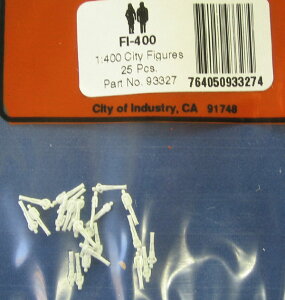 FI-400
1:400 City Figures
25 Pcs.
Part No. 93327
764050933274
City of Industry, CA 91748